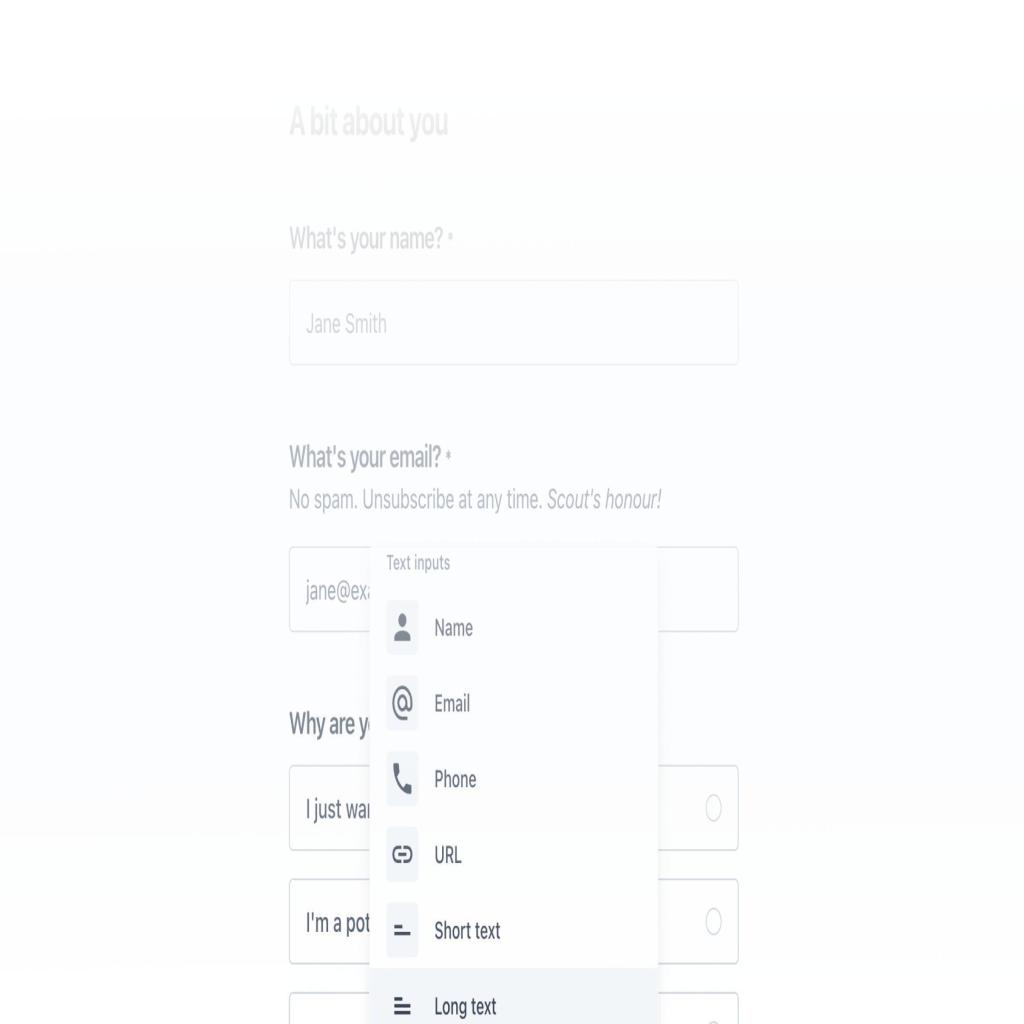 A bit about you
What's your name? *
Jane Smith
What's your email? *
No spam. Unsubscribe at any time. Scout's honour!
jane@exa
Text inputs
Name
Email
Why are y
Phone
I just war
URL
I'm a pot
Short text
Long text